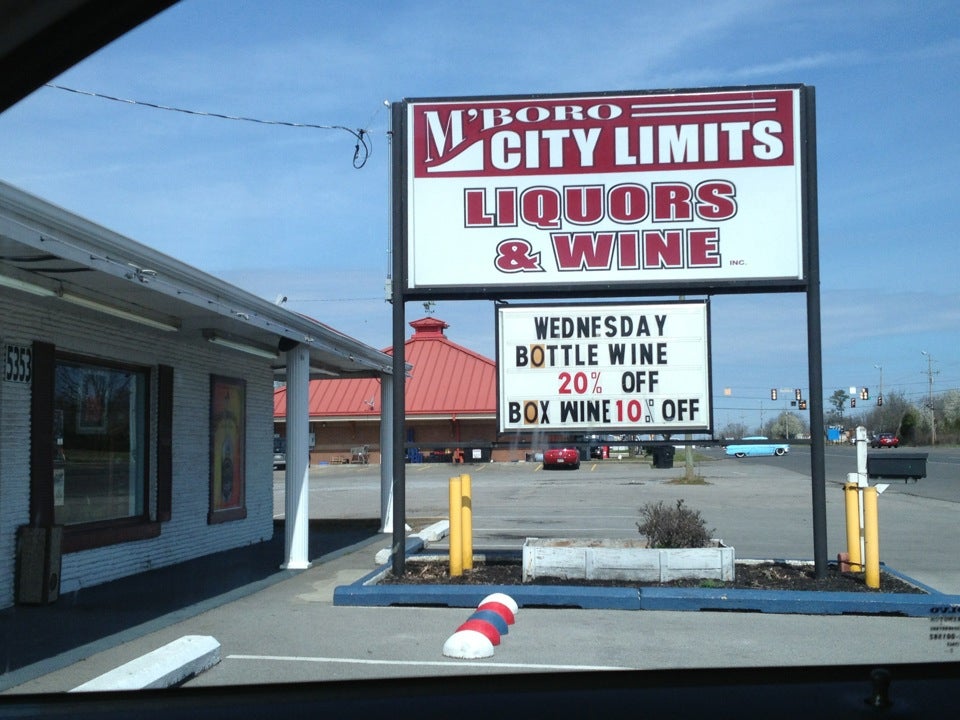 M'BORO
CITY LIMITS
LIQUORS
& WINE INC.
WEDNESDAY
BOTTLE WINE
20% OFF
BOX WINE 10% OFF
5353